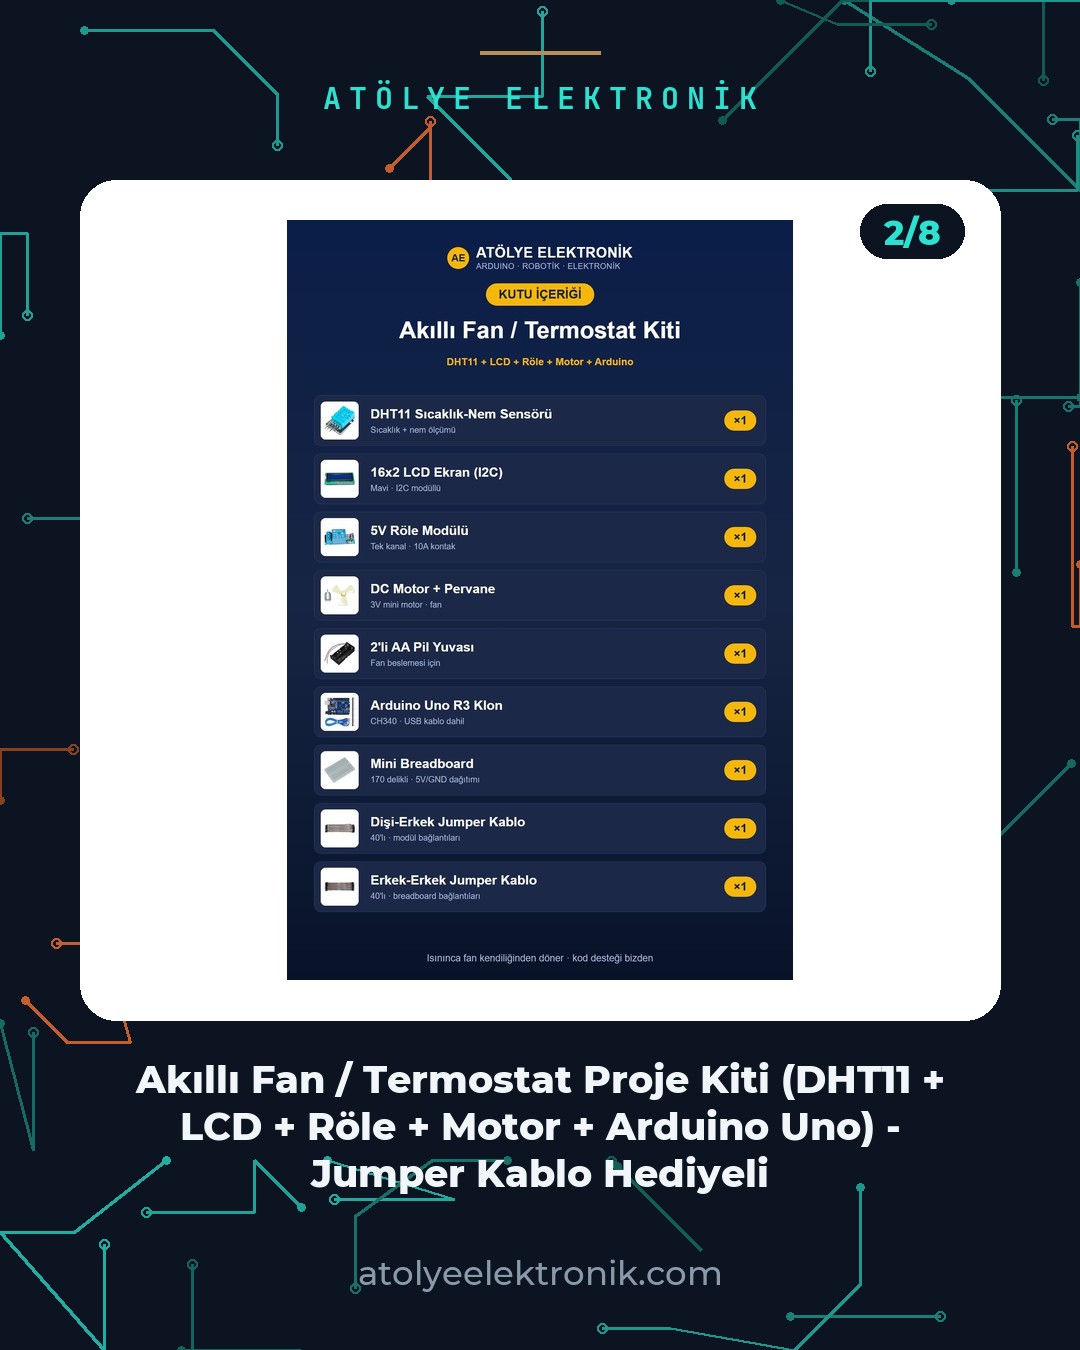 ATÖLYE ELEKTRONİK
2/8
AE ATÖLYE ELEKTRONİK
ARDUINO · ROBOTİK · ELEKTRONİK
KUTU İÇERİĞİ
Akıllı Fan / Termostat Kiti
DHT11 + LCD + Röle + Motor + Arduino
DHT11 Sıcaklık-Nem Sensörü
Sıcaklık + nem ölçümü
×1
16x2 LCD Ekran (I2C)
Mavi · I2C modüllü
×1
5V Röle Modülü
Tek kanal · 10A kontak
×1
DC Motor + Pervane
3V mini motor · fan
×1
2'li AA Pil Yuvası
Fan beslemesi için
×1
Arduino Uno R3 Klon
CH340 · USB kablo dahil
×1
Mini Breadboard
170 delikli · 5V/GND dağıtımı
×1
Dişi-Erkek Jumper Kablo
40'lı · modül bağlantıları
×1
Erkek-Erkek Jumper Kablo
40'lı · breadboard bağlantıları
×1
Isınınca fan kendiliğinden döner · kod desteği bizden
Akıllı Fan / Termostat Proje Kiti (DHT11 +
LCD + Röle + Motor + Arduino Uno) -
Jumper Kablo Hediyeli
atolyeelektronik.com